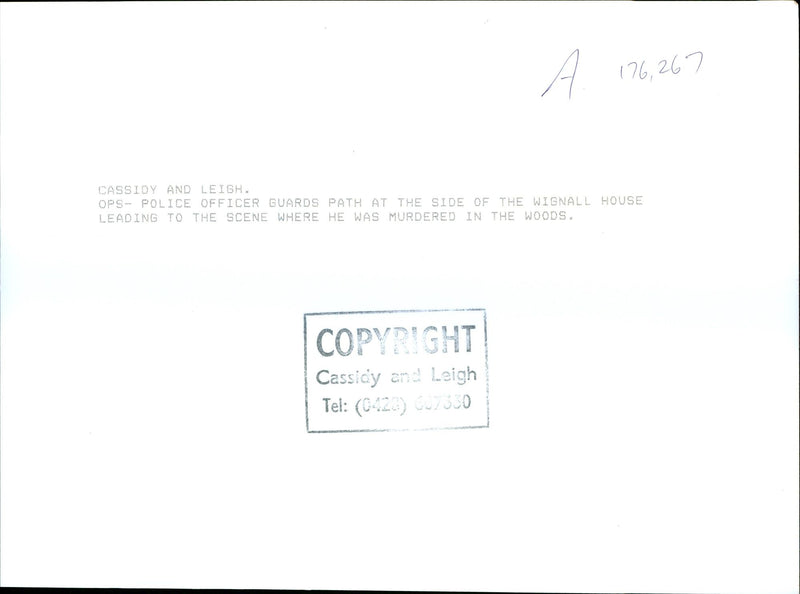 A 176,267
CASSIDY AND LEIGH.
OPS- POLICE OFFICER GUARDS PATH AT THE SIDE OF THE WIGNALL HOUSE
LEADING TO THE SCENE WHERE HE WAS MURDERED IN THE WOODS.
COPYRIGHT
Cassidy and Leigh
Tel: